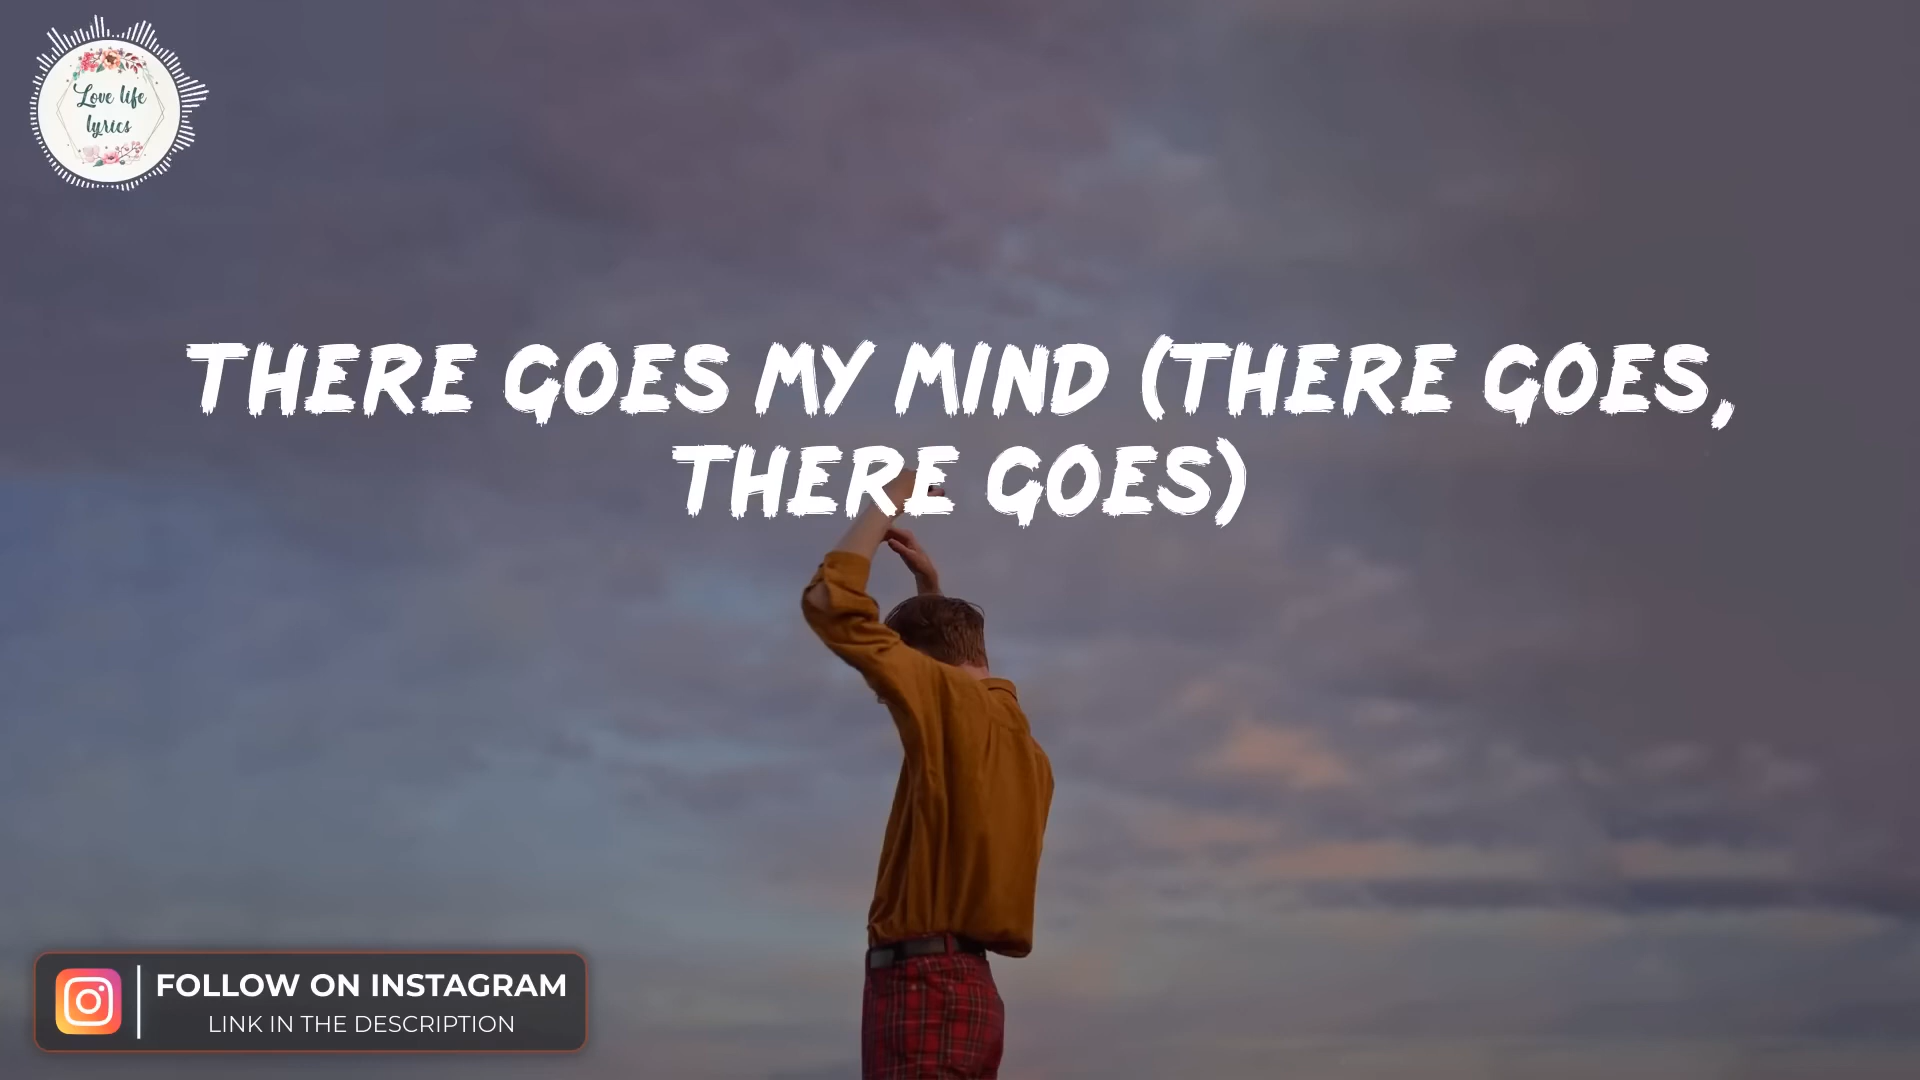 Love life
lyrics
THERE GOES MY MIND (THERE GOES,
THERE GOES)
FOLLOW ON INSTAGRAM
LINK IN THE DESCRIPTION